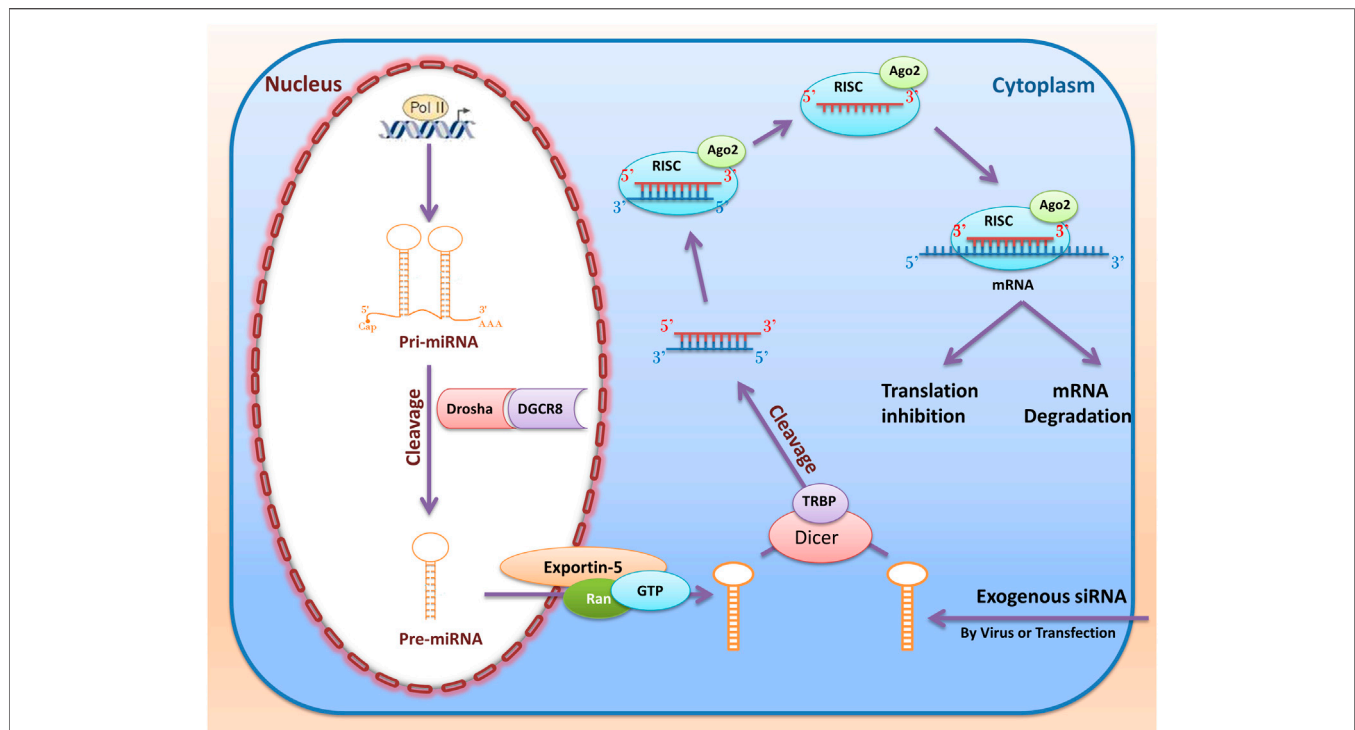 Nucleus
Pol II
5’
3’
Cap
AAA
Pri-miRNA
Cleavage
Drosha
DGCR8
Pre-miRNA
Exportin-5
Ran
GTP
Cytoplasm
RISC
Ago2
5’
3’
RISC
Ago2
5’
3’
3’
5’
RISC
Ago2
3’
3’
5’
3’
mRNA
5’
3’
3’
5’
Translation
inhibition
mRNA
Degradation
Cleavage
TRBP
Dicer
Exogenous siRNA
By Virus or Transfection